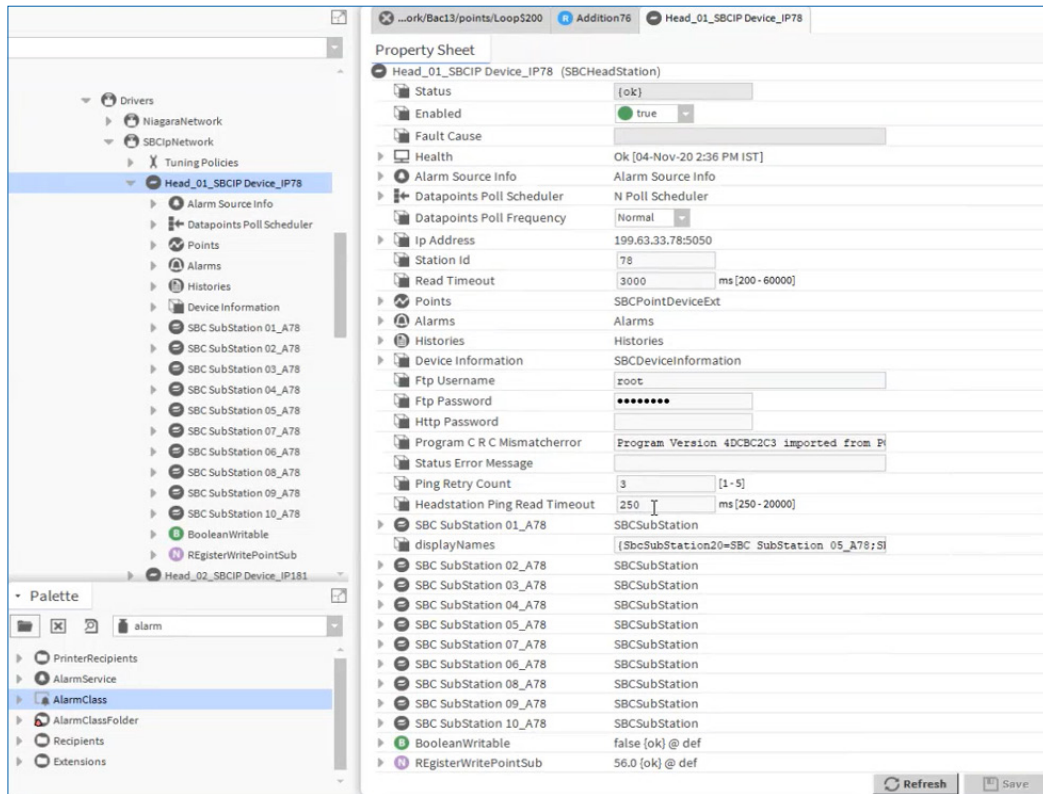 ...ork/Bac13/points/Loop$200
Addition76
Head_01_SBCIP Device_IP78
Drivers
NiagaraNetwork
SBCIpNetwork
Tuning Policies
Head_01_SBCIP Device_IP78
Alarm Source Info
Datapoints Poll Scheduler
Points
Alarms
Histories
Device Information
SBC SubStation 01_A78
SBC SubStation 02_A78
SBC SubStation 03_A78
SBC SubStation 04_A78
SBC SubStation 05_A78
SBC SubStation 07_A78
SBC SubStation 06_A78
SBC SubStation 08_A78
SBC SubStation 09_A78
SBC SubStation 10_A78
B BooleanWritable
N REgisterWritePointSub
Head_02_SBCIP Device_IP181
Palette
alarm
PrinterRecipients
AlarmService
AlarmClass
AlarmClassFolder
Recipients
Extensions
Property Sheet
Head_01_SBCIP Device_IP78 (SBCHeadStation)
Status {ok}
Enabled true
Fault Cause
Health Ok [04-Nov-20 2:36 PM IST]
Alarm Source Info Alarm Source Info
Datapoints Poll Scheduler N Poll Scheduler
Datapoints Poll Frequency Normal
Ip Address 199.63.33.78:5050
Station Id 78
Read Timeout 3000 ms [200 - 60000]
Points SBCPointDeviceExt
Alarms Alarms
Histories Histories
Device Information SBCDeviceInformation
Ftp Username root
Ftp Password ••••••••
Http Password
Program C R C Mismatcherror Program Version 4DCBC2C3 imported from
Status Error Message
Ping Retry Count 3 [1 - 5]
Headstation Ping Read Timeout 250 ms [250 - 20000]
SBC SubStation 01_A78 SBCSubStation
displayNames {SbcSubStation20=SBC SubStation 05_A78;
SBC SubStation 02_A78 SBCSubStation
SBC SubStation 03_A78 SBCSubStation
SBC SubStation 04_A78 SBCSubStation
SBC SubStation 05_A78 SBCSubStation
SBC SubStation 07_A78 SBCSubStation
SBC SubStation 06_A78 SBCSubStation
SBC SubStation 08_A78 SBCSubStation
SBC SubStation 09_A78 SBCSubStation
SBC SubStation 10_A78 SBCSubStation
B BooleanWritable false {ok} @ def
N REgisterWritePointSub 56.0 {ok} @ def
Refresh
Save